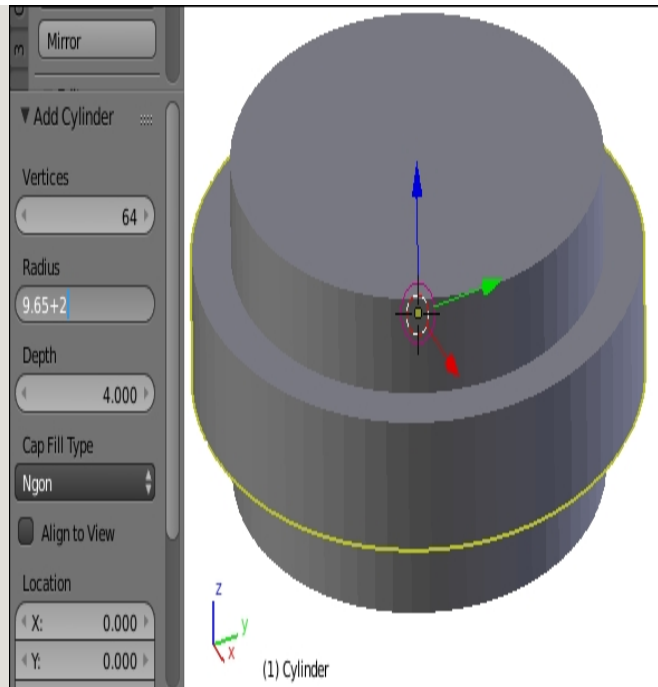 3
Mirror
Add Cylinder
Vertices
64
Radius
9.65+2
Depth
4.000
Cap Fill Type
Ngon
Align to View
Location
X: 0.000
Y: 0.000
z
y
x
(1) Cylinder